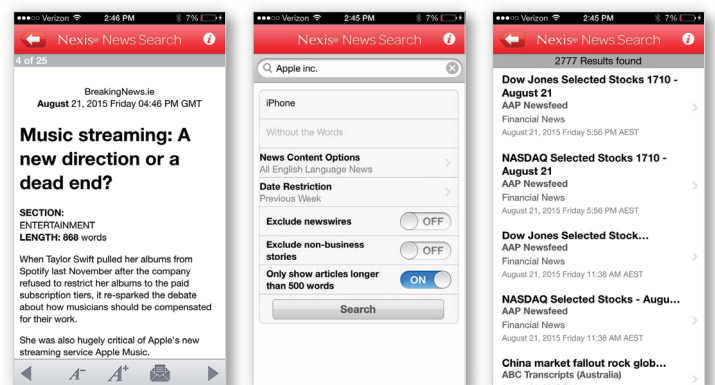 Verizon 2:46 PM 7%
Nexis® News Search
4 of 25
BreakingNews.ie
August 21, 2015 Friday 04:46 PM GMT
Music streaming: A
new direction or a
dead end?
SECTION:
ENTERTAINMENT
LENGTH: 868 words
When Taylor Swift pulled her albums from
Spotify last November after the company
refused to restrict her albums to the paid
subscription tiers, it re-sparked the debate
about how musicians should be compensated
for their work.
She was also hugely critical of Apple's new
streaming service Apple Music.
A- A+
Verizon 2:45 PM 7%
Nexis® News Search
Apple inc.
iPhone
Without the Words
News Content Options
All English Language News
Date Restriction
Previous Week
Exclude newswires OFF
Exclude non-business
stories OFF
Only show articles longer
than 500 words ON
Search
Verizon 2:45 PM 7%
Nexis® News Search
2777 Results found
Dow Jones Selected Stocks 1710 -
August 21
AAP Newsfeed
Financial News
August 21, 2015 Friday 5:56 PM AEST
NASDAQ Selected Stocks 1710 -
August 21
AAP Newsfeed
Financial News
August 21, 2015 Friday 5:56 PM AEST
Dow Jones Selected Stock...
AAP Newsfeed
Financial News
August 21, 2015 Friday 11:38 AM AEST
NASDAQ Selected Stocks - Augu...
AAP Newsfeed
Financial News
August 21, 2015 Friday 11:38 AM AEST
China market fallout rock glob...
ABC Transcripts (Australia)